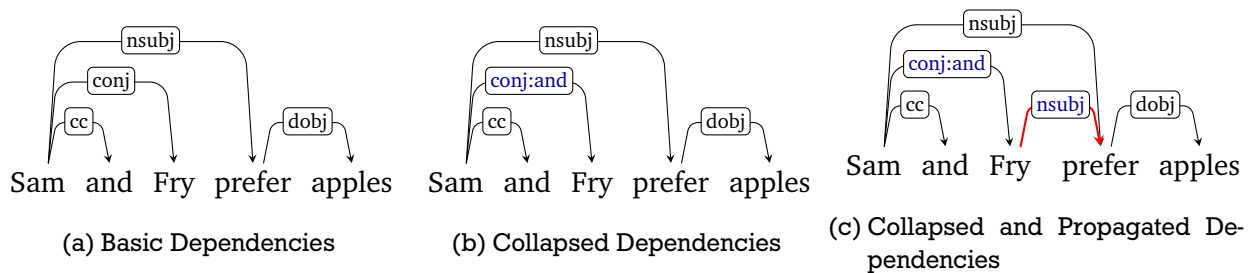 nsubj
conj
cc
dobj
Sam and Fry prefer apples
(a) Basic Dependencies
nsubj
conj:and
cc
dobj
Sam and Fry prefer apples
(b) Collapsed Dependencies
nsubj
conj:and
cc
nsubj
dobj
Sam and Fry prefer apples
(c) Collapsed and Propagated De-
pendencies